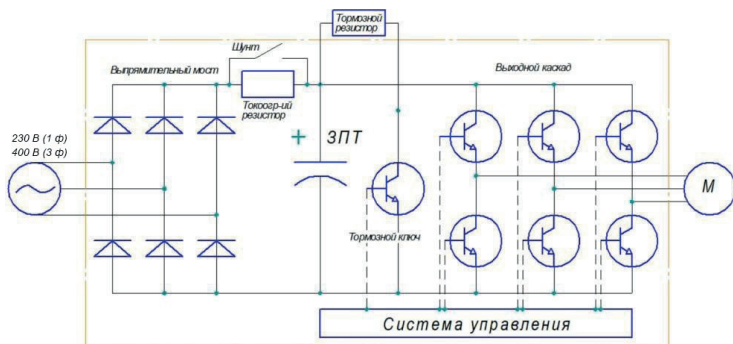 Тормозной
резистор
Шунт
Выпрямительный мост
Выходной каскад
Токоогр-ий
резистор
230 В (1 ф)
400 В (3 ф)
+ ЗПТ
М
Тормозной ключ
Система управления